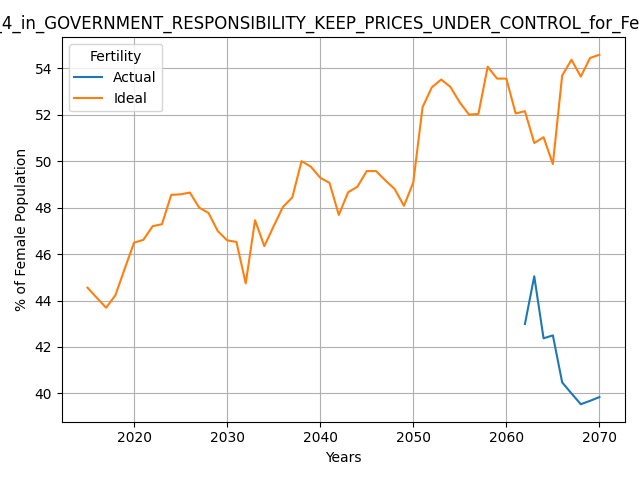 _4_in_GOVERNMENT_RESPONSIBILITY_KEEP_PRICES_UNDER_CONTROL_for_Fe
Fertility
Actual
Ideal
% of Female Population
54
52
50
48
46
44
42
40
2020 2030 2040 2050 2060 2070
Years